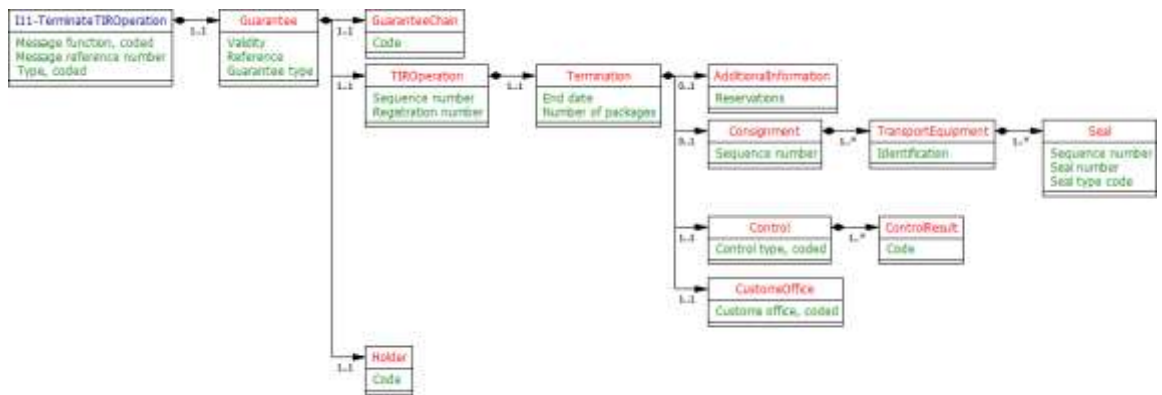 I11-TerminateTIROperation
Message function, coded
Message reference number
Type, coded
1..1
Guarantee
Validity
Reference
Guarantee type
1..1
GuaranteeChain
Code
1..1
TIROperation
Sequence number
Registration number
1..1
Termination
End date
Number of packages
0..1
AdditionalInformation
Reservations
0..1
Consignment
Sequence number
1..*
TransportEquipment
Identification
1..*
Seal
Sequence number
Seal number
Seal type code
1..1
Control
Control type, coded
1..*
ControlResult
Code
1..1
CustomsOffice
Customs office, coded
1..1
Holder
Code